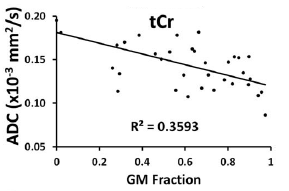 tCr
ADC (x10⁻³ mm²/s)
0.20
0.15
0.10
0.05
R² = 0.3593
0 0.2 0.4 0.6 0.8 1
GM Fraction